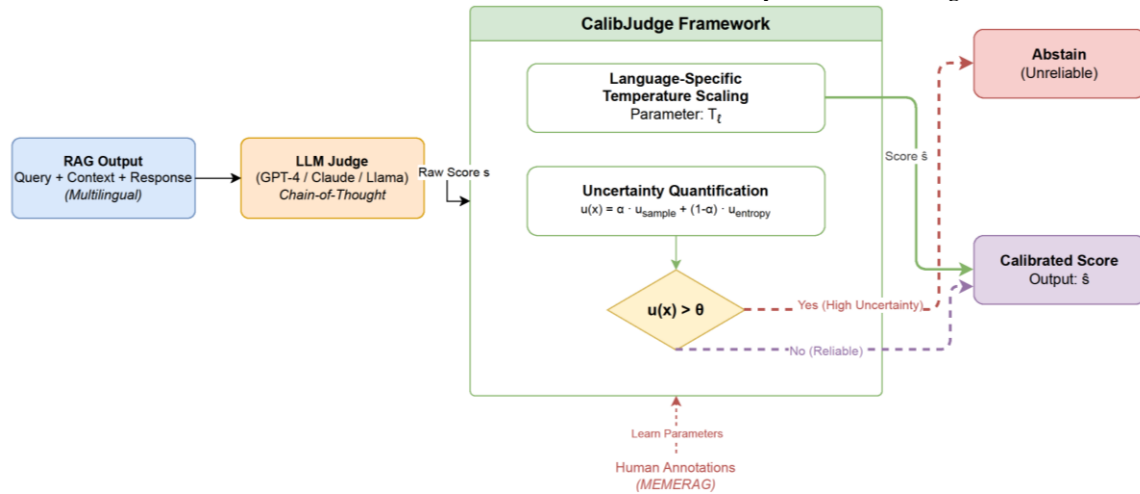 CalibJudge Framework
Language-Specific
Temperature Scaling
Parameter: Tℓ
Abstain
(Unreliable)
RAG Output
Query + Context + Response
(Multilingual)
LLM Judge
(GPT-4 / Claude / Llama)
Chain-of-Thought
Raw Score s
Score ŝ
Uncertainty Quantification
u(x) = α · u_sample + (1-α) · u_entropy
Calibrated Score
Output: ŝ
u(x) > θ
Yes (High Uncertainty)
No (Reliable)
Learn Parameters
Human Annotations
(MEMERAG)